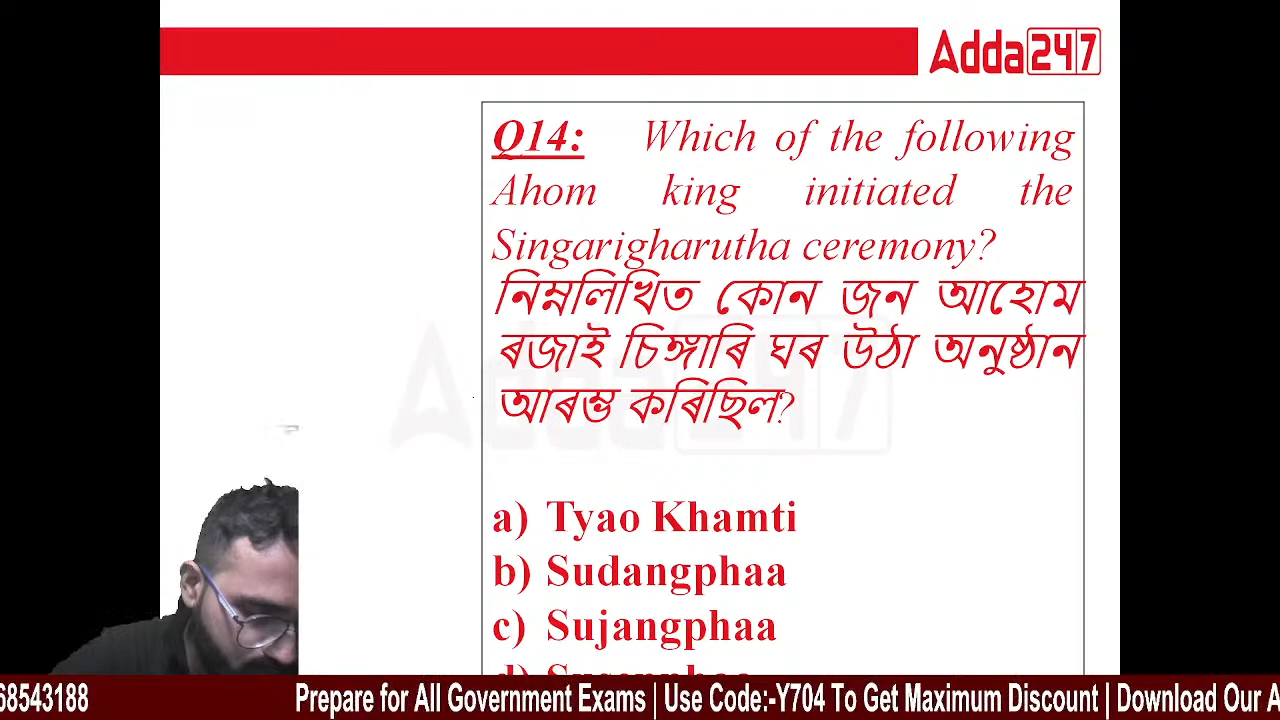 Adda247
Q14: Which of the following
Ahom king initiated the
Singarigharutha ceremony?
নিম্নলিখিত কোন জন আহোম
ৰজাই চিঙ্গাৰি ঘৰ উঠা অনুষ্ঠান
আৰম্ভ কৰিছিল?
a) Tyao Khamti
b) Sudangphaa
c) Sujangphaa
d)
68543188 Prepare for All Government Exams | Use Code:-Y704 To Get Maximum Discount | Download Our A